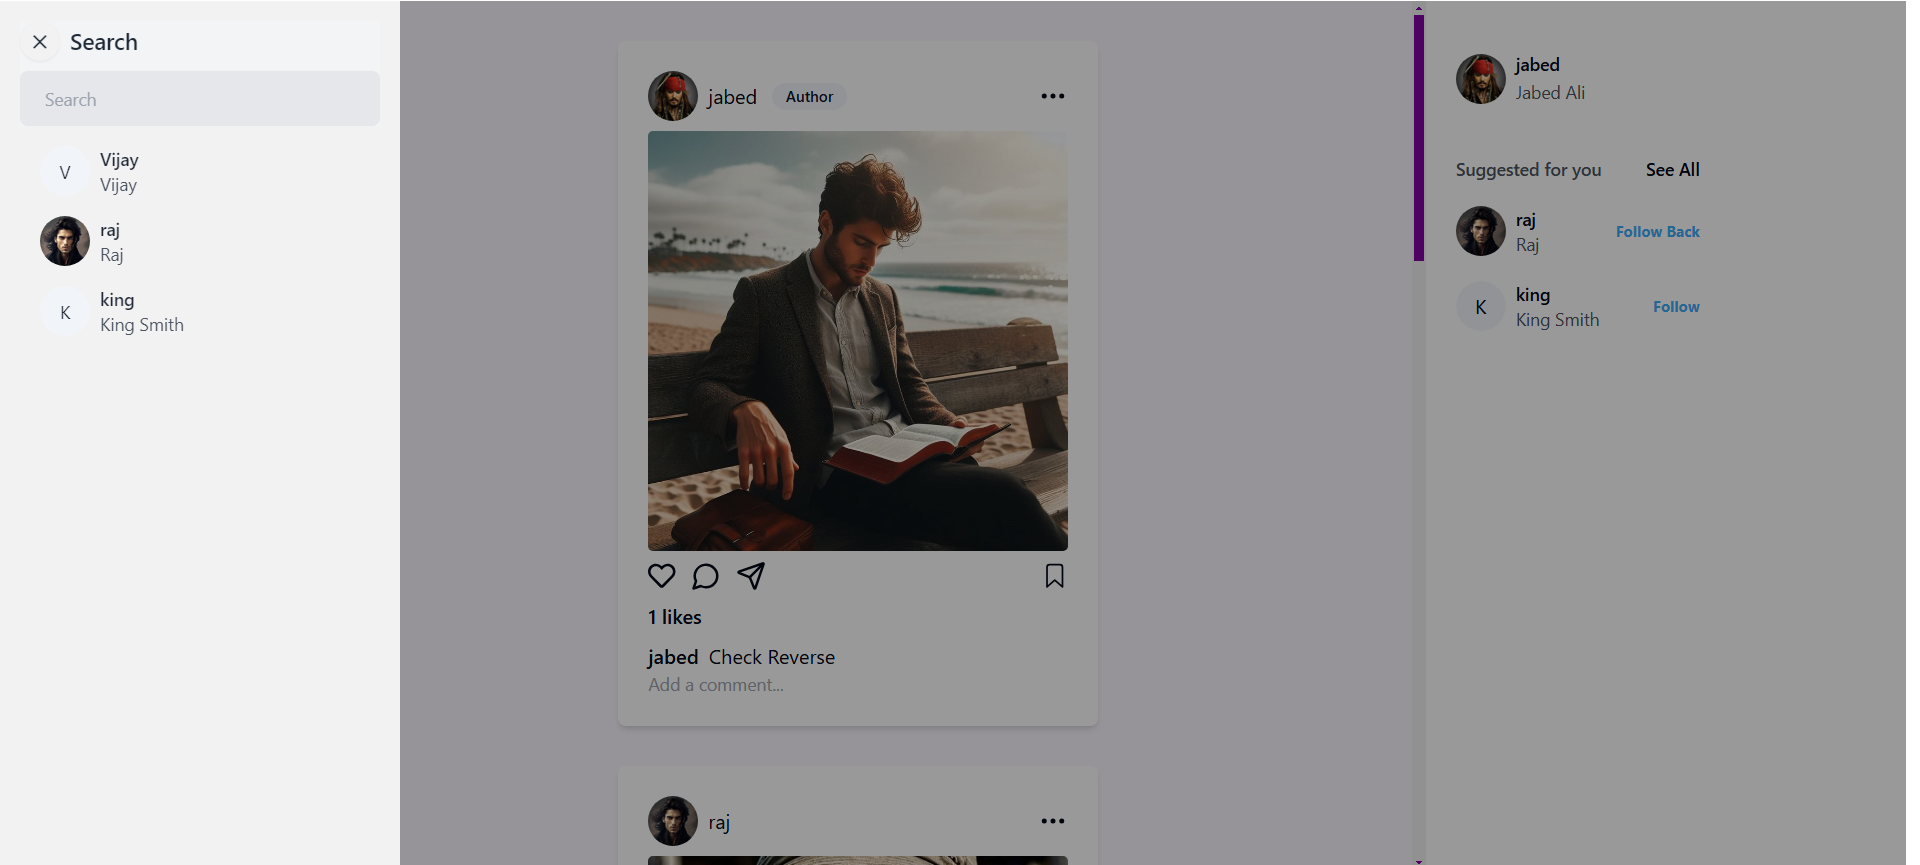 Search
Search
V
Vijay
Vijay
raj
Raj
K
king
King Smith
jabed Author
1 likes
jabed Check Reverse
Add a comment...
raj
jabed
Jabed Ali
Suggested for you See All
raj
Raj
Follow Back
K
king
King Smith
Follow